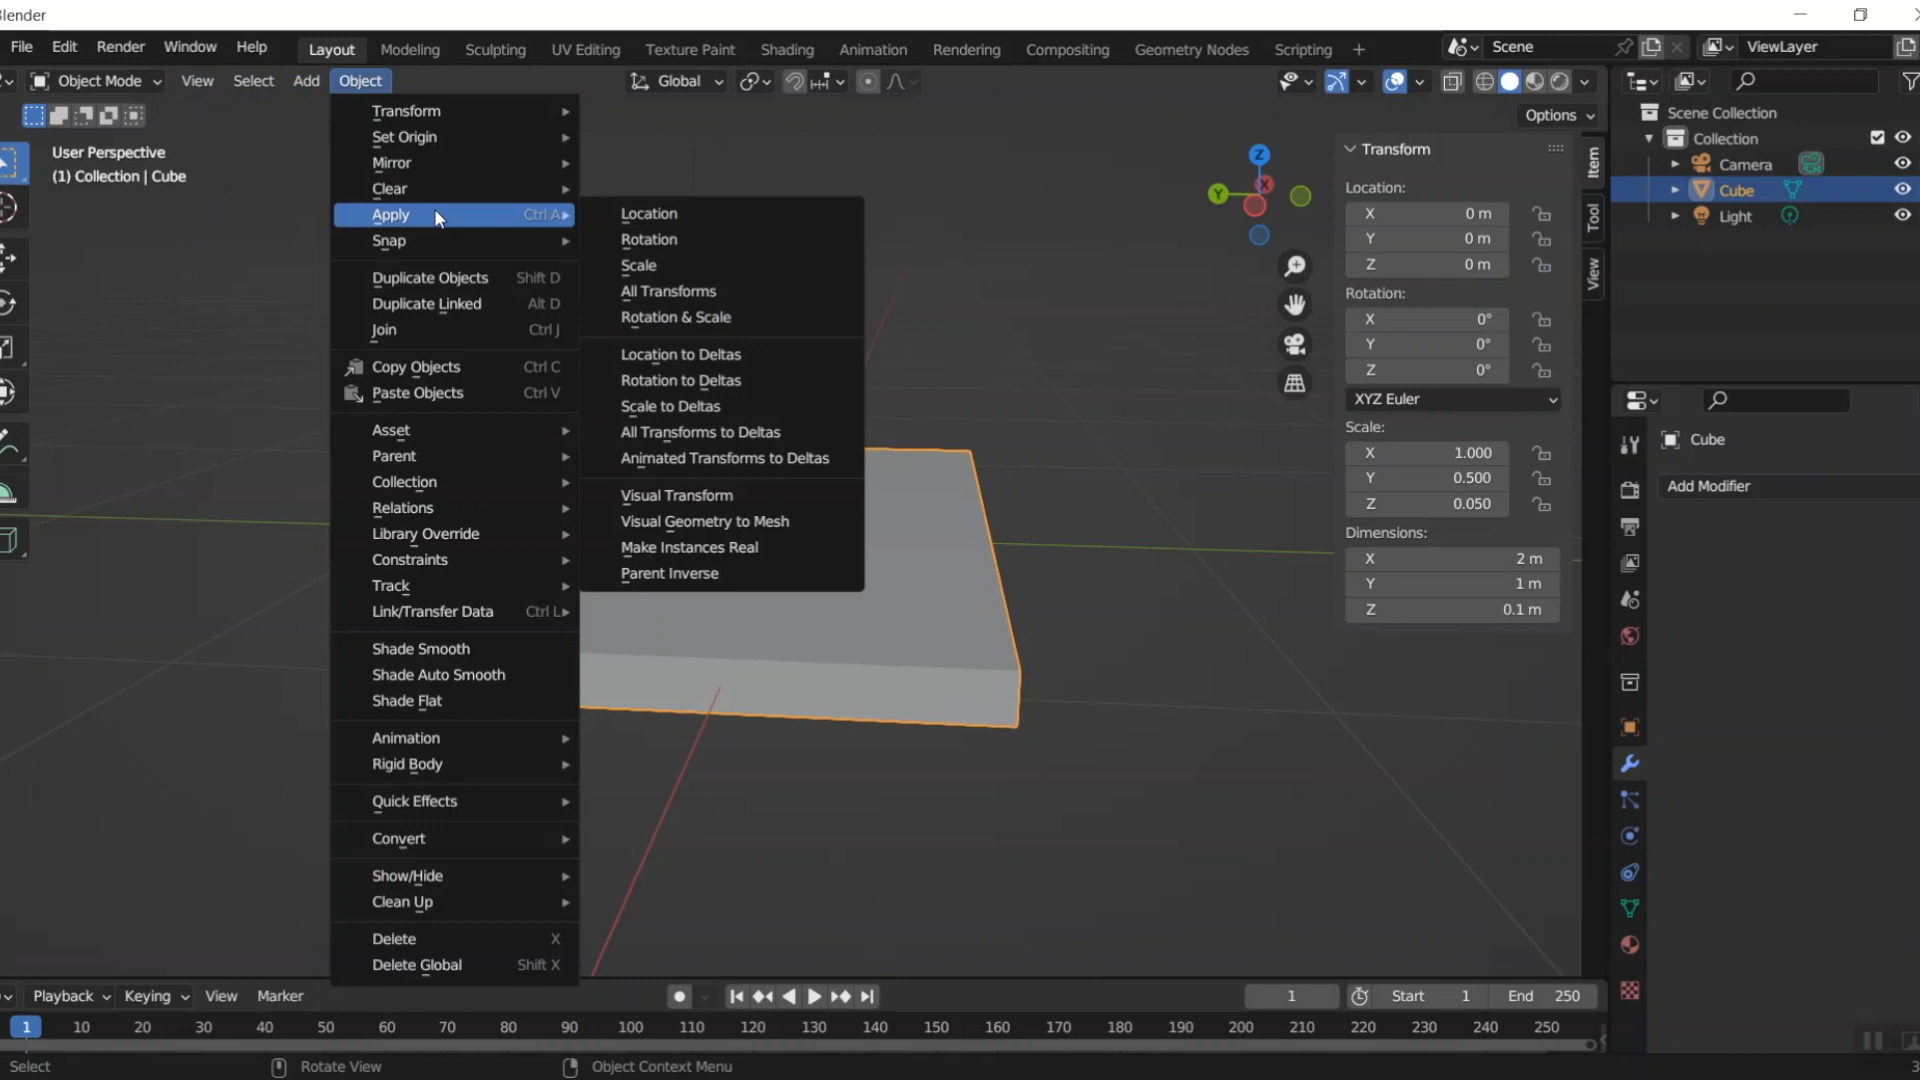 Blender
File Edit Render Window Help Layout Modeling Sculpting UV Editing Texture Paint Shading Animation Rendering Compositing Geometry Nodes Scripting + Scene ViewLayer
Object Mode View Select Add Object Global
Options
User Perspective
(1) Collection | Cube
Transform
Set Origin
Mirror
Clear
Apply Ctrl A
Snap
Duplicate Objects Shift D
Duplicate Linked Alt D
Join Ctrl J
Copy Objects Ctrl C
Paste Objects Ctrl V
Asset
Parent
Collection
Relations
Library Override
Constraints
Track
Link/Transfer Data Ctrl L
Shade Smooth
Shade Auto Smooth
Shade Flat
Animation
Rigid Body
Quick Effects
Convert
Show/Hide
Clean Up
Delete X
Delete Global Shift X
Location
Rotation
Scale
All Transforms
Rotation & Scale
Location to Deltas
Rotation to Deltas
Scale to Deltas
All Transforms to Deltas
Animated Transforms to Deltas
Visual Transform
Visual Geometry to Mesh
Make Instances Real
Parent Inverse
Z
Y X
Transform
Location:
X 0 m
Y 0 m
Z 0 m
Rotation:
X 0°
Y 0°
Z 0°
XYZ Euler
Scale:
X 1.000
Y 0.500
Z 0.050
Dimensions:
X 2 m
Y 1 m
Z 0.1 m
Item
Tool
View
Scene Collection
Collection
Camera
Cube
Light
Cube
Add Modifier
Playback Keying View Marker 1 Start 1 End 250
1 10 20 30 40 50 60 70 80 90 100 110 120 130 140 150 160 170 180 190 200 210 220 230 240 250
Select Rotate View Object Context Menu 3